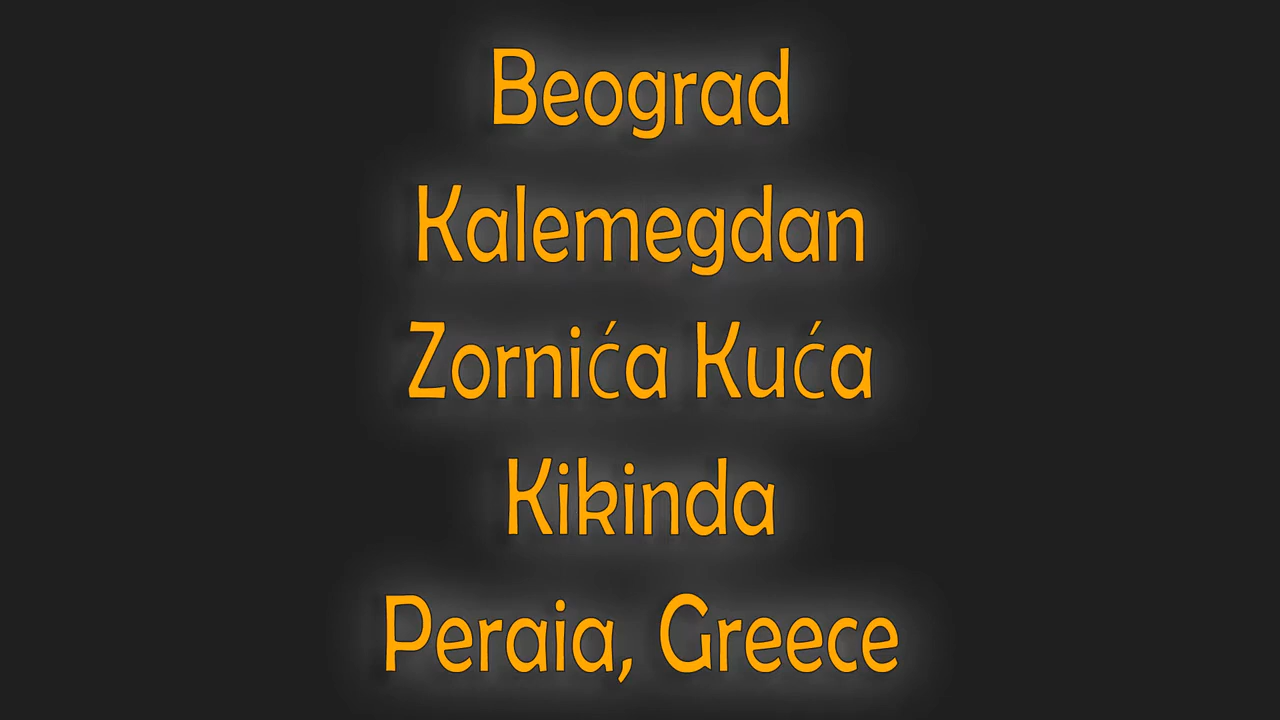 Beograd
Kalemegdan
Zornića Kuća
Kikinda
Peraia, Greece